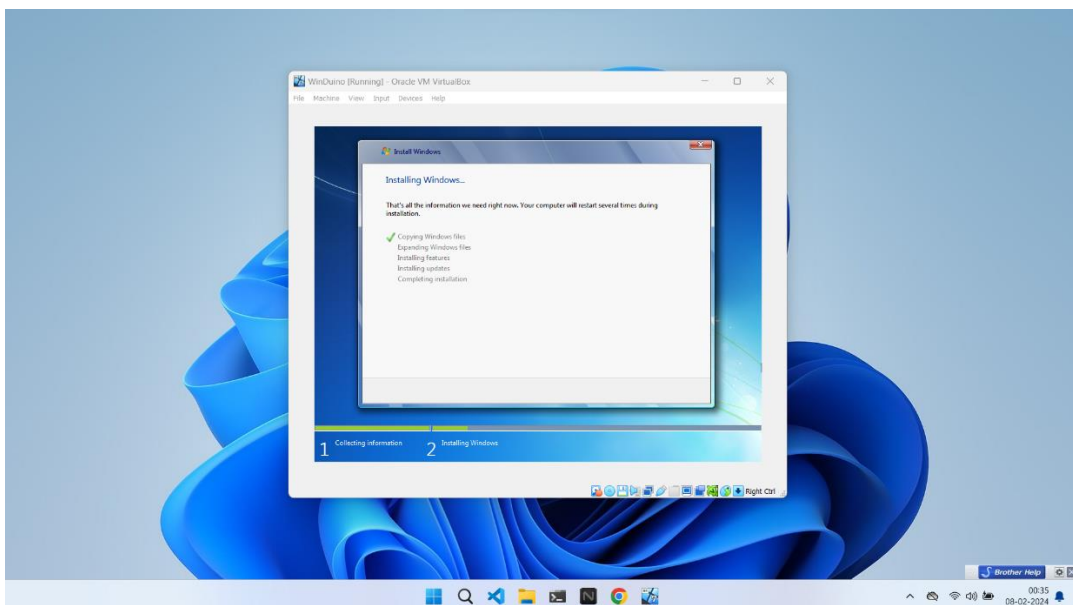 WinDuino [Running] - Oracle VM VirtualBox
File Machine View Input Devices Help
Install Windows
Installing Windows...
That's all the information we need right now. Your computer will restart several times during
installation.
Copying Windows files
Expanding Windows files
Installing features
Installing updates
Completing installation
1 Collecting information 2 Installing Windows
Right Ctrl
Brother Help
00:35
08-02-2024